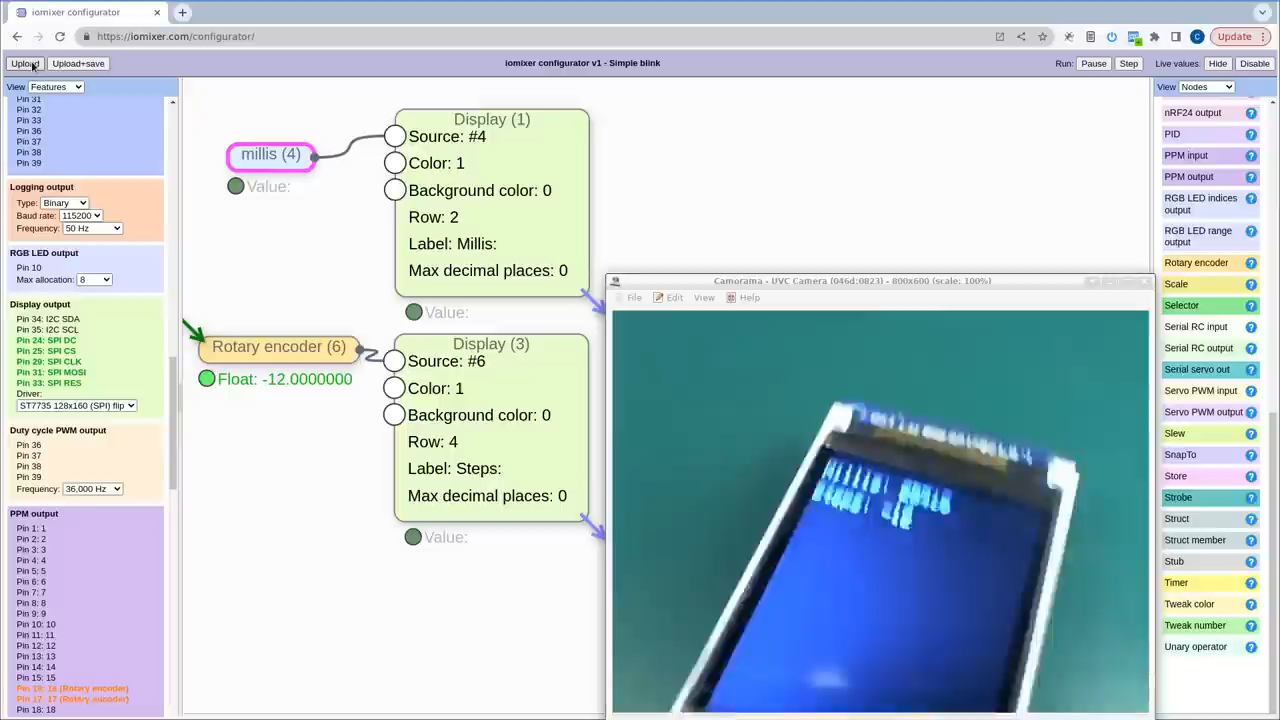 iomixer configurator
https://iomixer.com/configurator/
Update
Upload
Upload+save
iomixer configurator v1 - Simple blink
Run:
Pause
Step
Live values:
Hide
Disable
View
Features
Pin 31
Pin 32
Pin 33
Pin 36
Pin 37
Pin 38
Pin 39
Logging output
Type: Binary
Baud rate: 115200
Frequency: 50 Hz
RGB LED output
Pin 10
Max allocation: 8
Display output
Pin 34: I2C SDA
Pin 35: I2C SCL
Pin 24: SPI DC
Pin 25: SPI CS
Pin 29: SPI CLK
Pin 31: SPI MOSI
Pin 33: SPI RES
Driver:
ST7735 128x160 (SPI) flip
Duty cycle PWM output
Pin 36
Pin 37
Pin 38
Pin 39
Frequency: 36,000 Hz
PPM output
Pin 1: 1
Pin 2: 2
Pin 3: 3
Pin 4: 4
Pin 5: 5
Pin 6: 6
Pin 7: 7
Pin 8: 8
Pin 9: 9
Pin 10: 10
Pin 11: 11
Pin 12: 12
Pin 13: 13
Pin 14: 14
Pin 15: 15
Pin 16: 16 (Rotary encoder)
Pin 17: 17 (Rotary encoder)
Pin 18: 18
millis (4)
Value:
Display (1)
Source: #4
Color: 1
Background color: 0
Row: 2
Label: Millis:
Max decimal places: 0
Value:
Rotary encoder (6)
Float: -12.0000000
Display (3)
Source: #6
Color: 1
Background color: 0
Row: 4
Label: Steps:
Max decimal places: 0
Value:
Camorama - UVC Camera (046d:0823) - 800x600 (scale: 100%)
File
Edit
View
Help
View
Nodes
nRF24 output
PID
PPM input
PPM output
RGB LED indices
output
RGB LED range
output
Rotary encoder
Scale
Selector
Serial RC input
Serial RC output
Serial servo out
Servo PWM input
Servo PWM output
Slew
SnapTo
Store
Strobe
Struct
Struct member
Stub
Timer
Tweak color
Tweak number
Unary operator